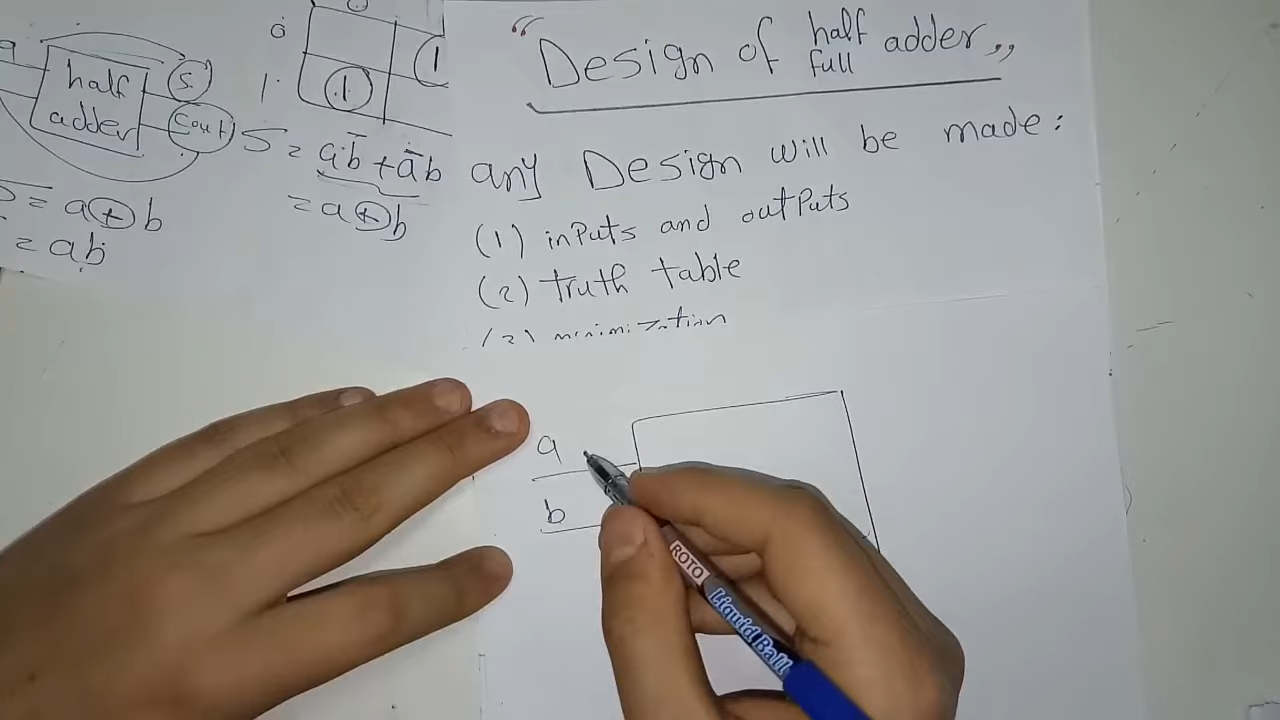 a
half
adder
S
Cout
S = a ⊕ b
= ab
0
1
1
1
S = ab̅ + a̅b
= a ⊕ b
"Design of half full adder,,
any Design will be made:
(1) inputs and outputs
(2) truth table
minimization
a
b
ROTO
Liquid Ball